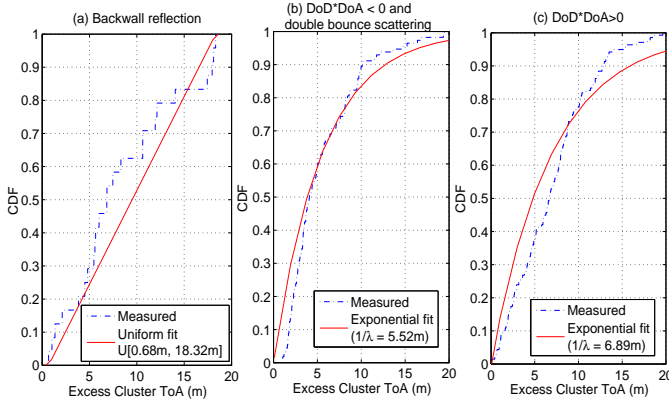 (a) Backwall reflection
1
0.9
0.8
0.7
0.6
0.5
0.4
0.3
0.2
0.1
0
0
5
10
15
20
CDF
Excess Cluster ToA (m)
Measured
Uniform fit
U[0.68m, 18.32m]
(b) DoD*DoA < 0 and
double bounce scattering
1
0.9
0.8
0.7
0.6
0.5
0.4
0.3
0.2
0.1
0
0
5
10
15
20
CDF
Excess Cluster ToA (m)
Measured
Exponential fit
(1/λ = 5.52m)
(c) DoD*DoA>0
1
0.9
0.8
0.7
0.6
0.5
0.4
0.3
0.2
0.1
0
0
5
10
15
20
CDF
Excess Cluster ToA (m)
Measured
Exponential fit
(1/λ = 6.89m)